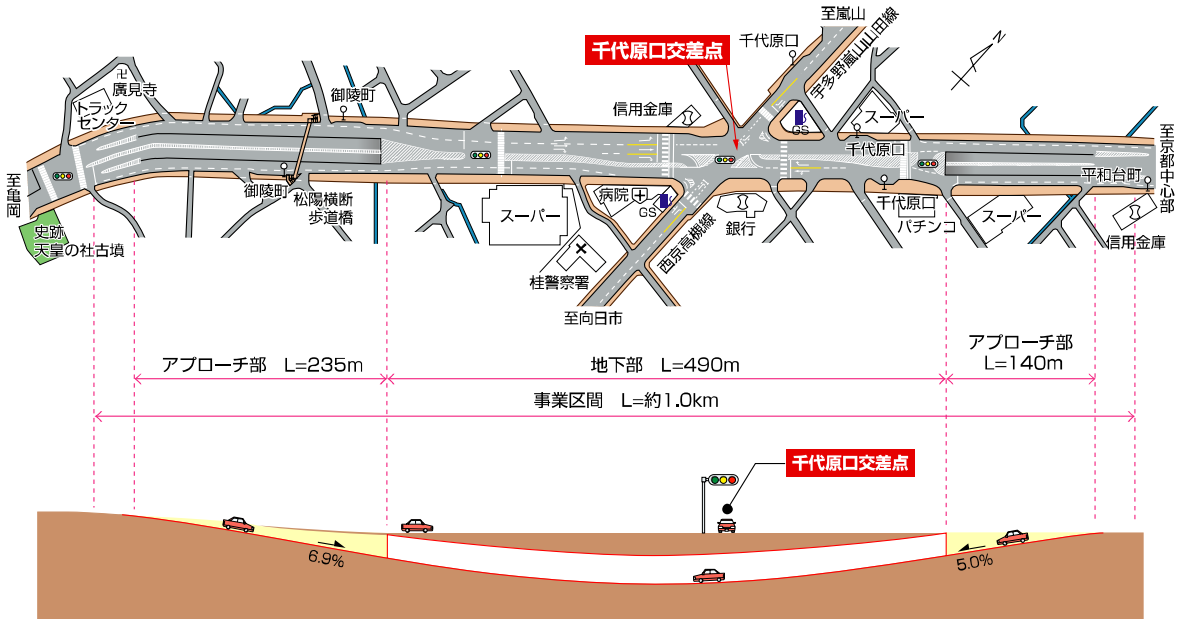 至嵐山
千代原口
千代原口交差点
宇多野嵐山山田線
N
卍
廣見寺
トラック
センター
御陵町
信用金庫
GS
スーパー
千代原口
至京都中心部
平和台町
至亀岡
御陵町
松陽横断
歩道橋
史跡
天皇の杜古墳
スーパー
病院
GS
桂警察署
西京高槻線
銀行
千代原口
パチンコ
スーパー
信用金庫
至向日市
アプローチ部 L=235m
地下部 L=490m
アプローチ部
L=140m
事業区間 L=約1.0km
千代原口交差点
6.9%
5.0%